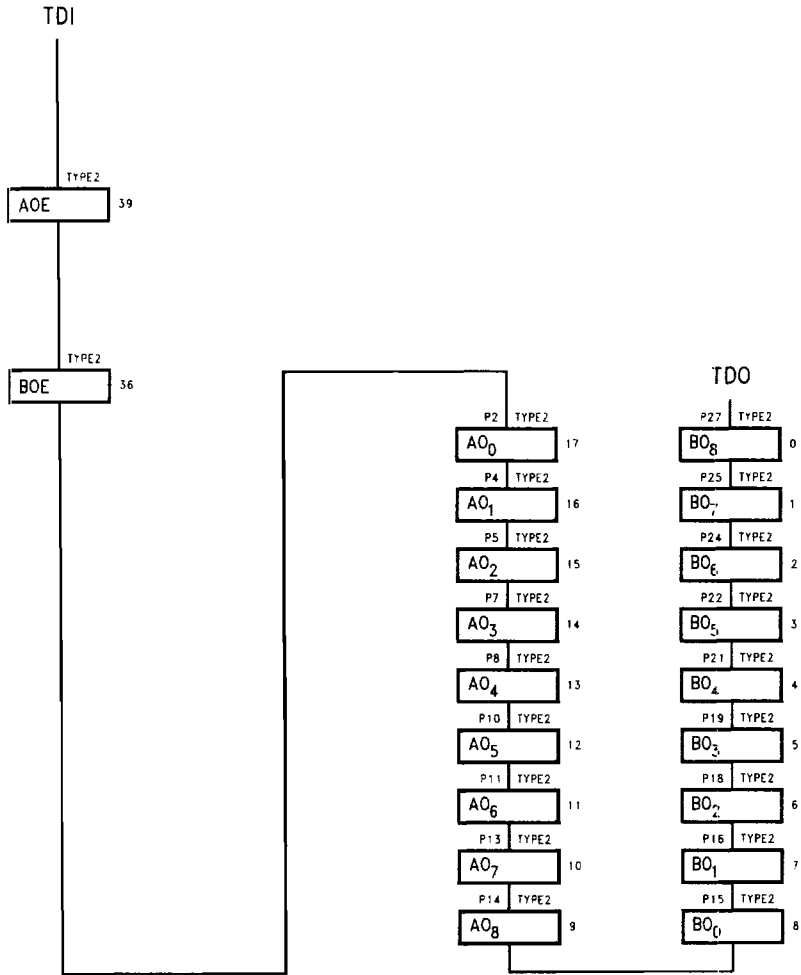 TDI
TYPE2
AOE 39
TYPE2
BOE 36
P2 TYPE2
AO0 17
P4 TYPE2
AO1 16
P5 TYPE2
AO2 15
P7 TYPE2
AO3 14
P8 TYPE2
AO4 13
P10 TYPE2
AO5 12
P11 TYPE2
AO6 11
P13 TYPE2
AO7 10
P14 TYPE2
AO8 9
TDO
P27 TYPE2
BO8 0
P25 TYPE2
BO7 1
P24 TYPE2
BO6 2
P22 TYPE2
BO5 3
P21 TYPE2
BO4 4
P19 TYPE2
BO3 5
P18 TYPE2
BO2 6
P16 TYPE2
BO1 7
P15 TYPE2
BO0 8